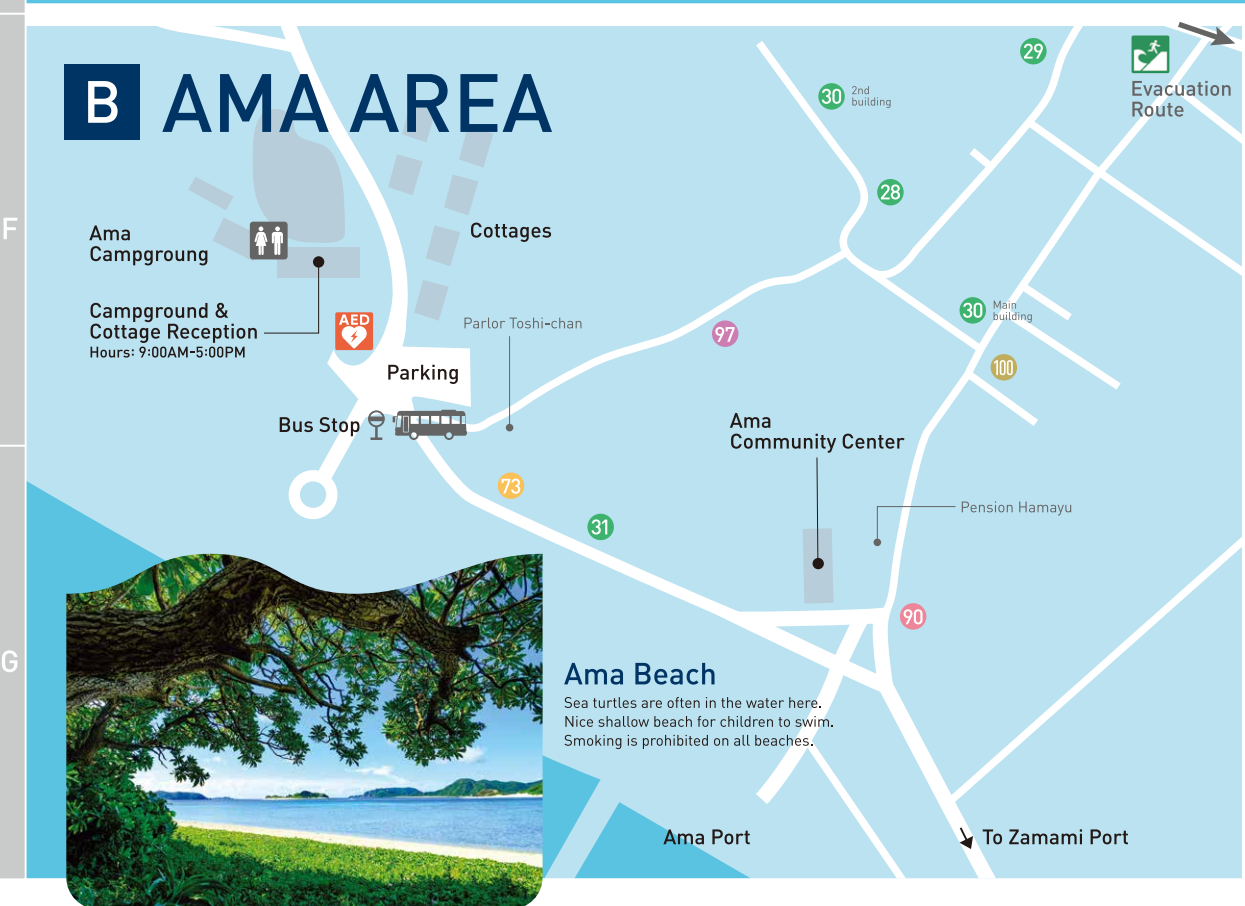 B AMA AREA
29
30 2nd
building
Evacuation
Route
28
F
Ama
Campgroung
Cottages
Campground &
Cottage Reception
Hours: 9:00AM-5:00PM
AED
Parlor Toshi-chan
30 Main
building
97
Parking
100
Bus Stop
Ama
Community Center
73
31
Pension Hamayu
90
G
Ama Beach
Sea turtles are often in the water here.
Nice shallow beach for children to swim.
Smoking is prohibited on all beaches.
Ama Port
To Zamami Port